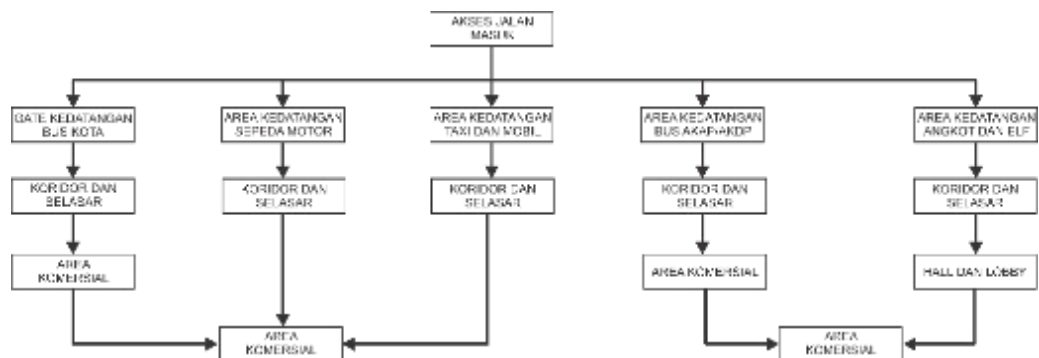 AKSES JALAN
MASUK
GATE KEDATANGAN
BUS KOTA
AREA KEDATANGAN
SEPEDA MOTOR
AREA KEDATANGAN
TAXI DAN MOBIL
AREA KEDATANGAN
BUS AKAP/AKDP
AREA KEDATANGAN
ANGKOT DAN ELF
KORIDOR DAN
SELASAR
KORIDOR DAN
SELASAR
KORIDOR DAN
SELASAR
KORIDOR DAN
SELASAR
KORIDOR DAN
SELASAR
AREA
KOMERSIAL
AREA KOMERSIAL
HALL DAN LOBBY
AREA
KOMERSIAL
AREA
KOMERSIAL